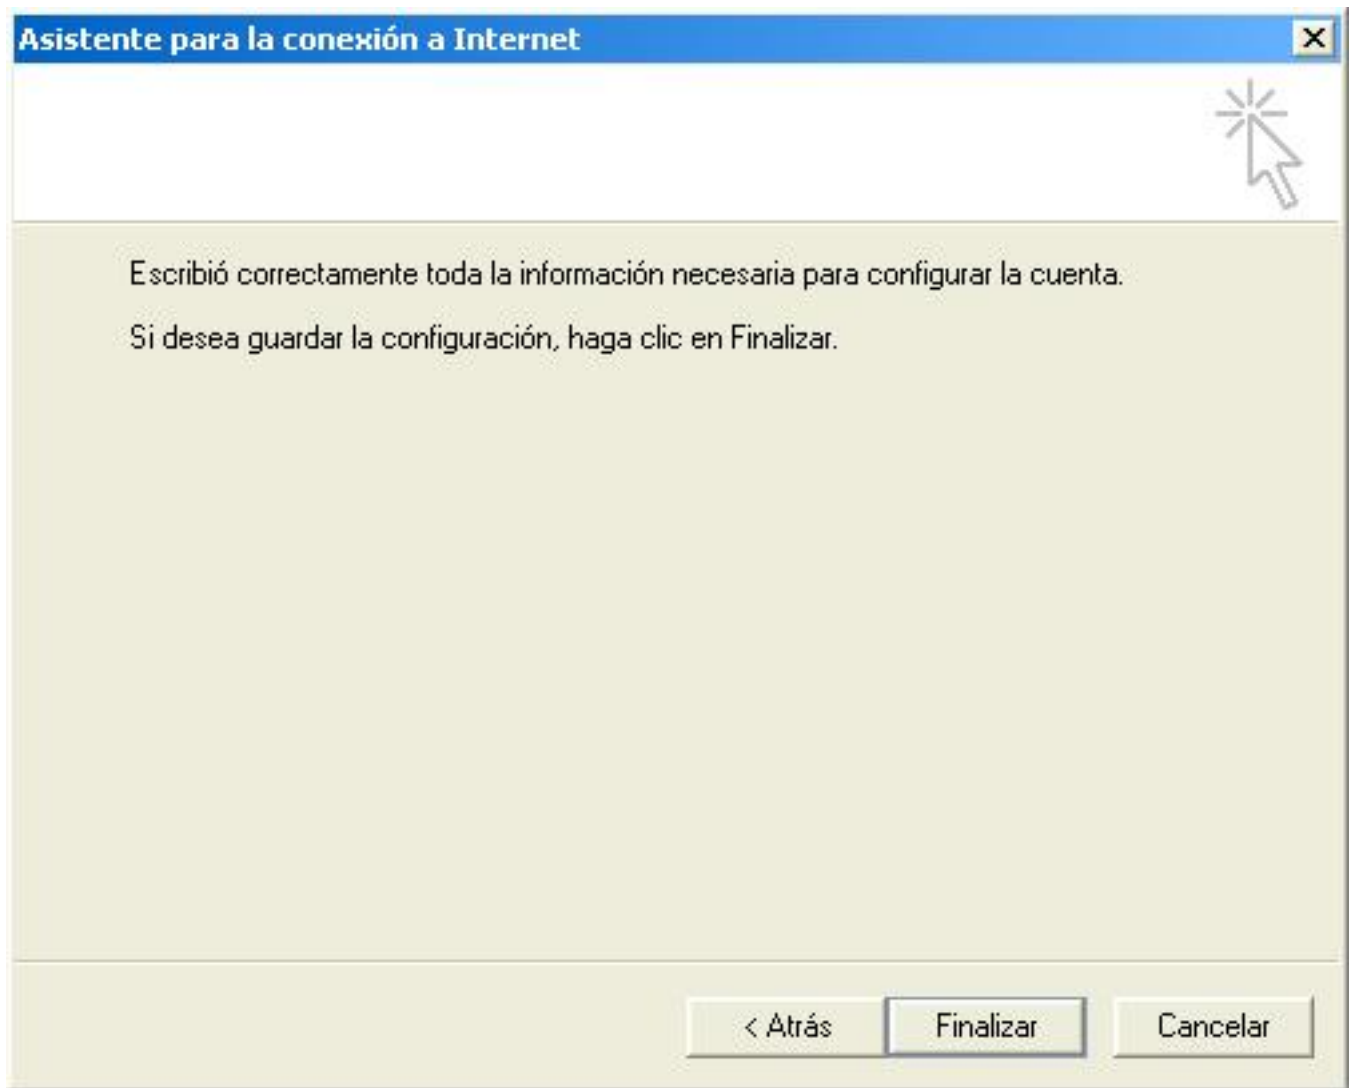 Asistente para la conexión a Internet
Escribió correctamente toda la información necesaria para configurar la cuenta.
Si desea guardar la configuración, haga clic en Finalizar.
< Atrás
Finalizar
Cancelar